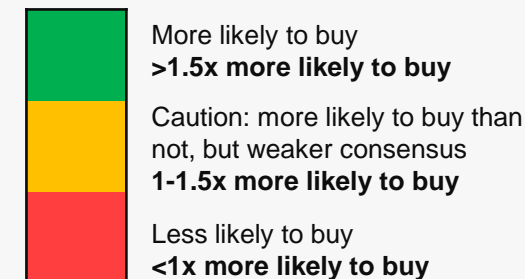 More likely to buy
>1.5x more likely to buy
Caution: more likely to buy than
not, but weaker consensus
1-1.5x more likely to buy
Less likely to buy
<1x more likely to buy